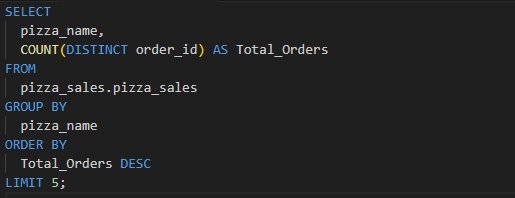 SELECT
  pizza_name,
  COUNT(DISTINCT order_id) AS Total_Orders
FROM
  pizza_sales.pizza_sales
GROUP BY
  pizza_name
ORDER BY
  Total_Orders DESC
LIMIT 5;